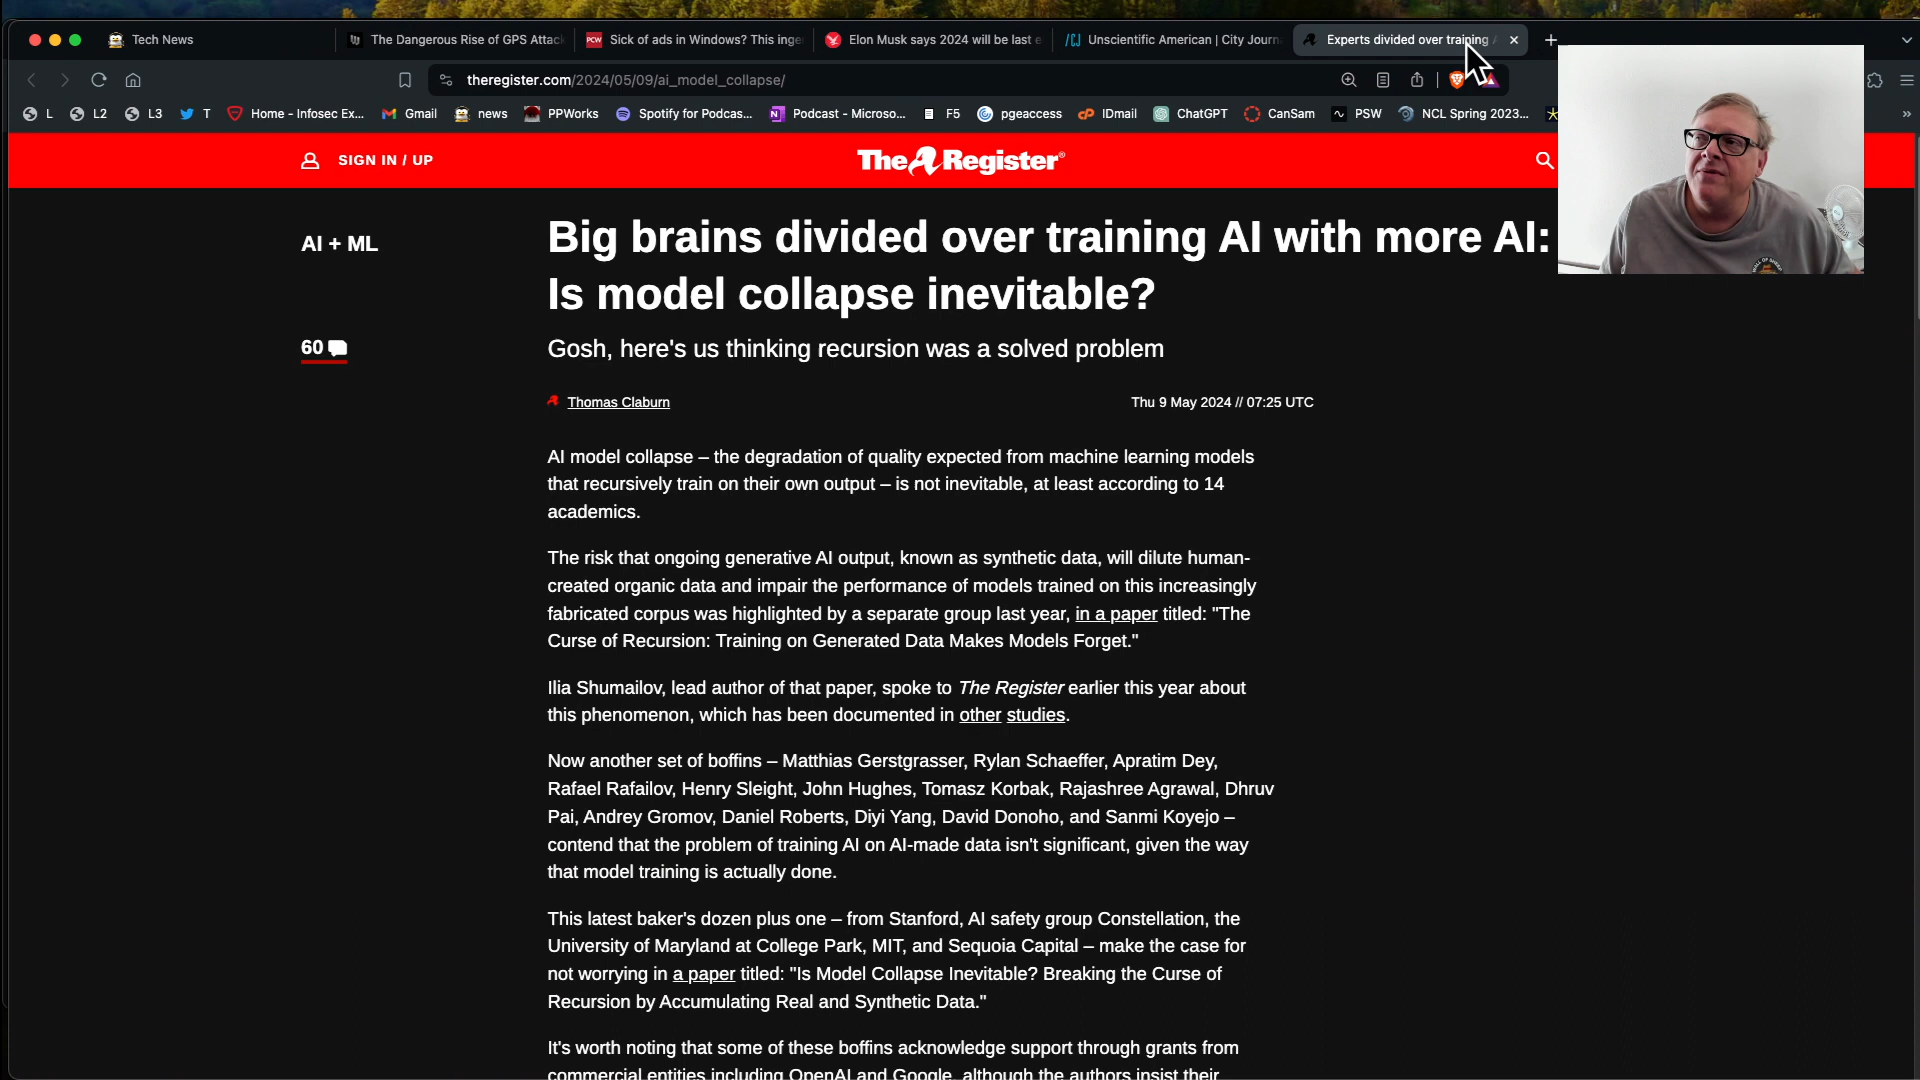 Tech News
The Dangerous Rise of GPS Attac
Sick of ads in Windows? This inge
Elon Musk says 2024 will be last e
Unscientific American | City Journ
Experts divided over training
theregister.com/2024/05/09/ai_model_collapse/
L
L2
L3
T
Home - Infosec Ex...
Gmail
news
PPWorks
Spotify for Podcas...
Podcast - Microso...
F5
pgeaccess
IDmail
ChatGPT
CanSam
PSW
NCL Spring 2023...
SIGN IN / UP
The Register
AI + ML
Big brains divided over training AI with more AI:
Is model collapse inevitable?
60
Gosh, here's us thinking recursion was a solved problem
Thomas Claburn
Thu 9 May 2024 // 07:25 UTC
AI model collapse – the degradation of quality expected from machine learning models
that recursively train on their own output – is not inevitable, at least according to 14
academics.
The risk that ongoing generative AI output, known as synthetic data, will dilute human-
created organic data and impair the performance of models trained on this increasingly
fabricated corpus was highlighted by a separate group last year, in a paper titled: "The
Curse of Recursion: Training on Generated Data Makes Models Forget."
Ilia Shumailov, lead author of that paper, spoke to The Register earlier this year about
this phenomenon, which has been documented in other studies.
Now another set of boffins – Matthias Gerstgrasser, Rylan Schaeffer, Apratim Dey,
Rafael Rafailov, Henry Sleight, John Hughes, Tomasz Korbak, Rajashree Agrawal, Dhruv
Pai, Andrey Gromov, Daniel Roberts, Diyi Yang, David Donoho, and Sanmi Koyejo –
contend that the problem of training AI on AI-made data isn't significant, given the way
that model training is actually done.
This latest baker's dozen plus one – from Stanford, AI safety group Constellation, the
University of Maryland at College Park, MIT, and Sequoia Capital – make the case for
not worrying in a paper titled: "Is Model Collapse Inevitable? Breaking the Curse of
Recursion by Accumulating Real and Synthetic Data."
It's worth noting that some of these boffins acknowledge support through grants from
commercial entities including OpenAI and Google, although the authors insist their